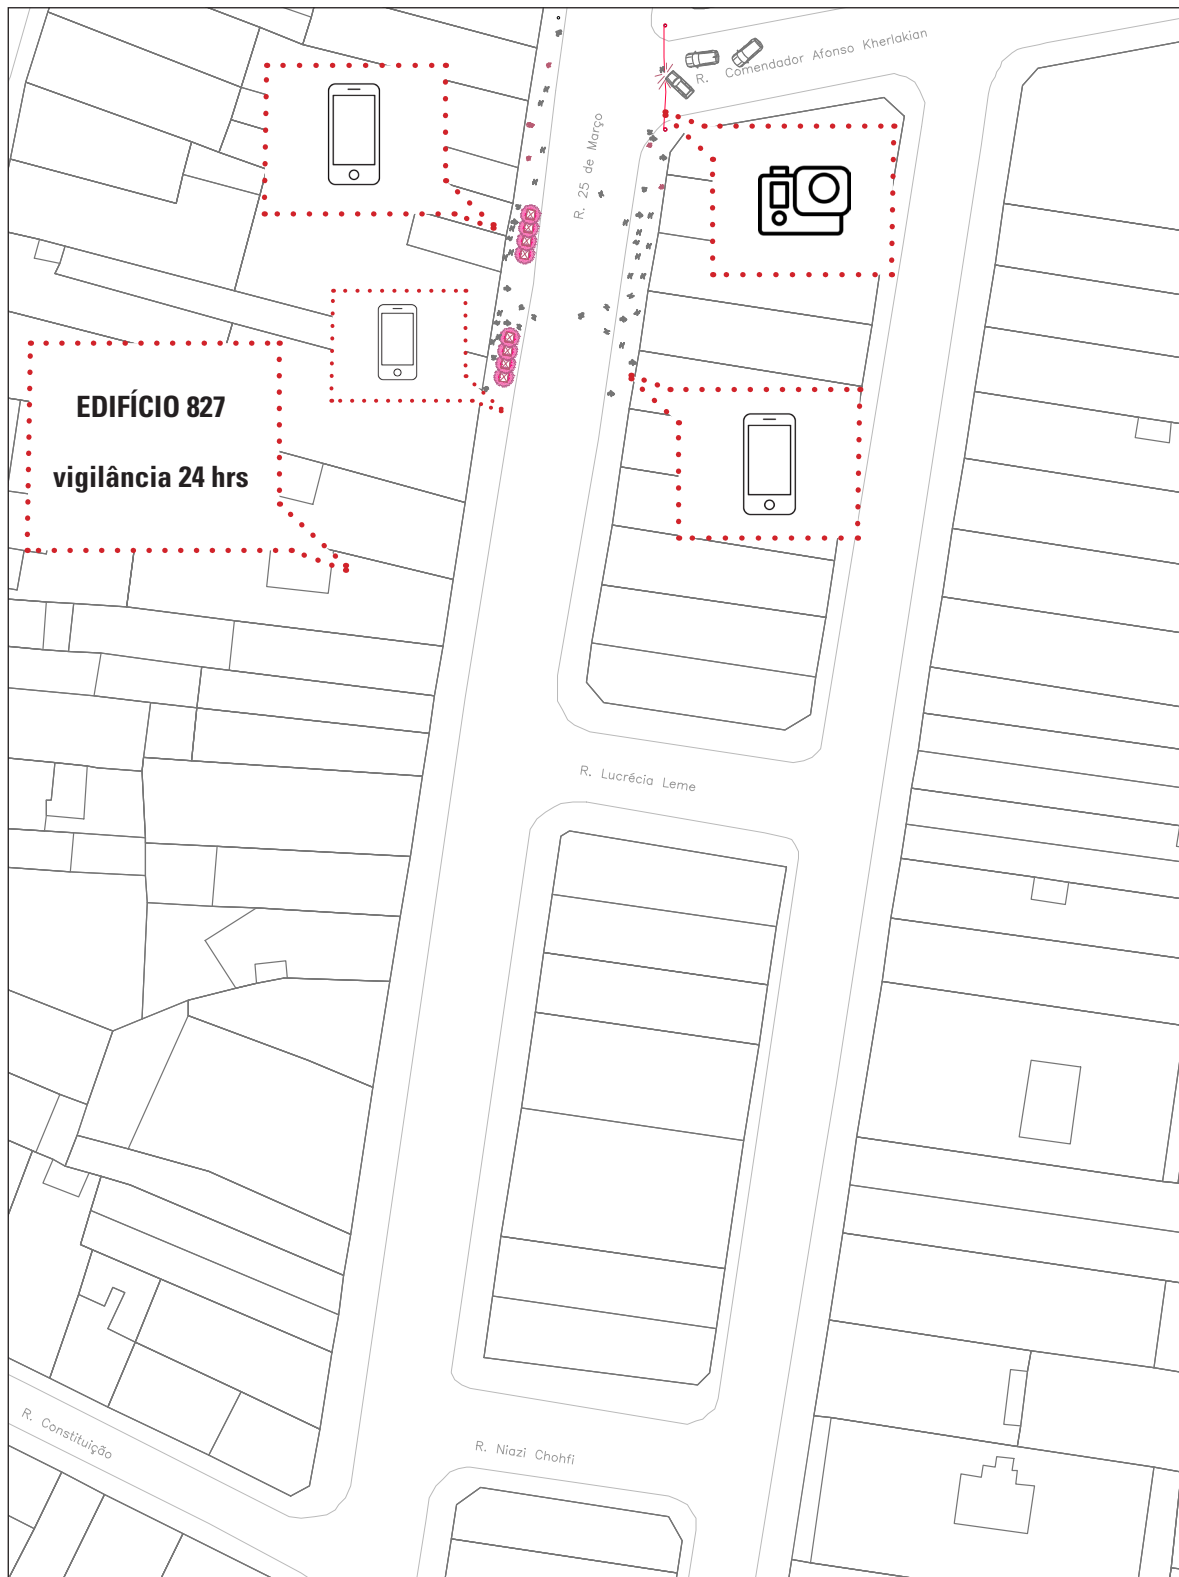 R. Comendador Afonso Kherlakian
R. 25 de Março
EDIFÍCIO 827
vigilância 24 hrs
R. Lucrécia Leme
R. Constituição
R. Niazi Chohfi